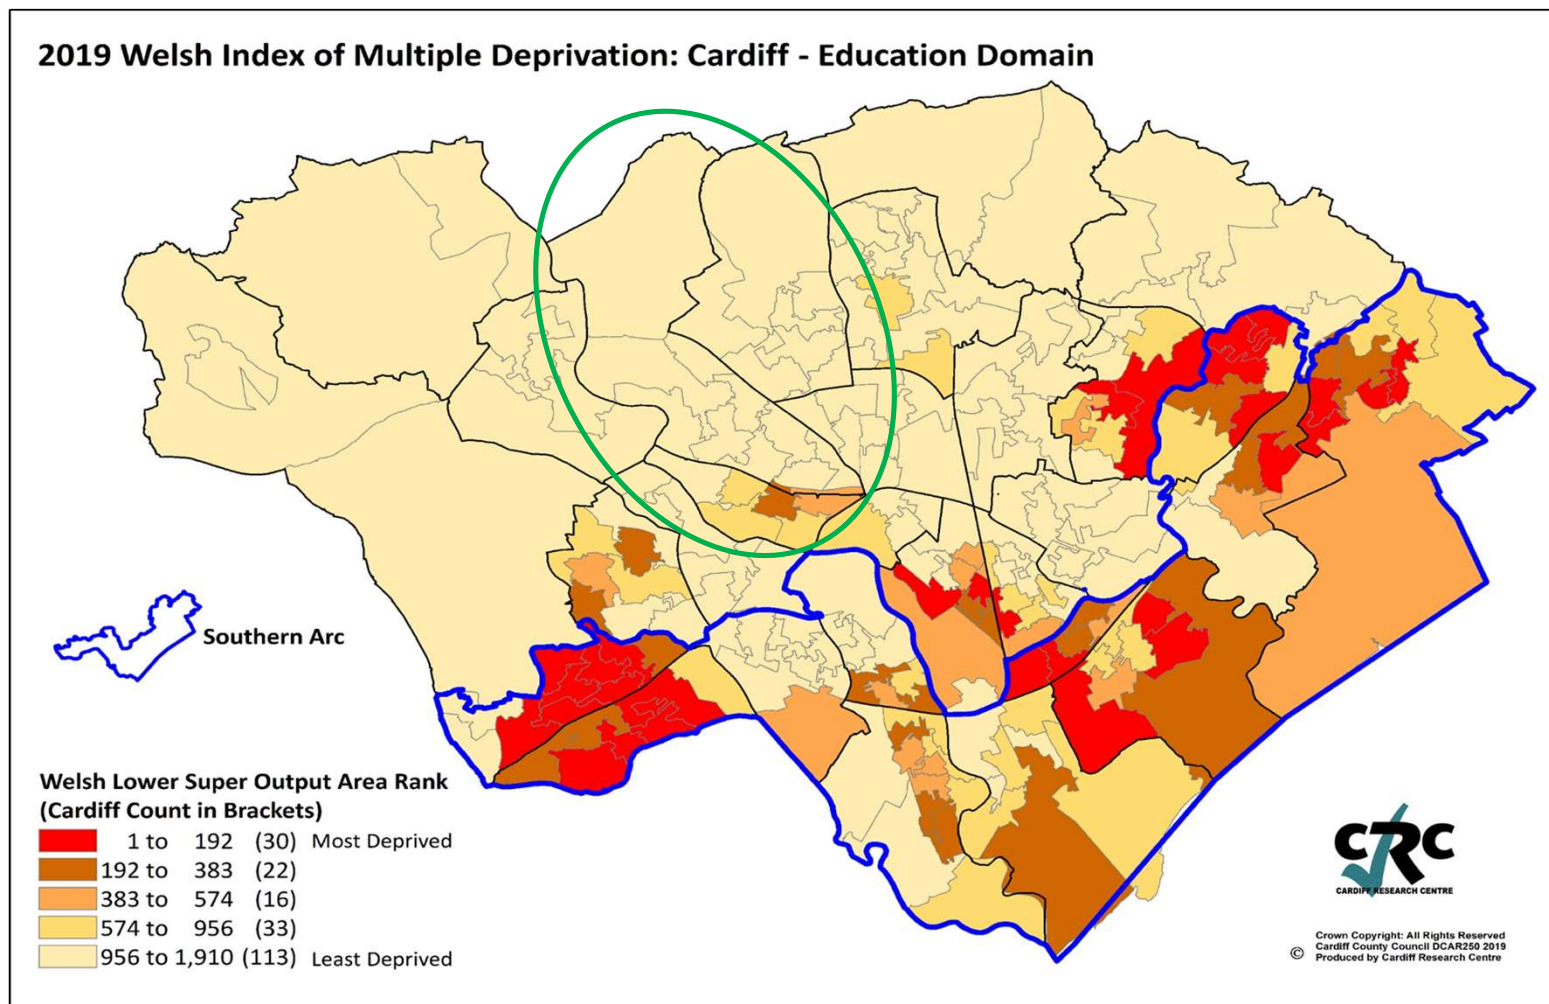 2019 Welsh Index of Multiple Deprivation: Cardiff - Education Domain
Southern Arc
Welsh Lower Super Output Area Rank
(Cardiff Count in Brackets)
1 to 192 (30) Most Deprived
192 to 383 (22)
383 to 574 (16)
574 to 956 (33)
956 to 1,910 (113) Least Deprived
CRC
CARDIFF RESEARCH CENTRE
Crown Copyright: All Rights Reserved
© Cardiff County Council DCAR250 2019
Produced by Cardiff Research Centre